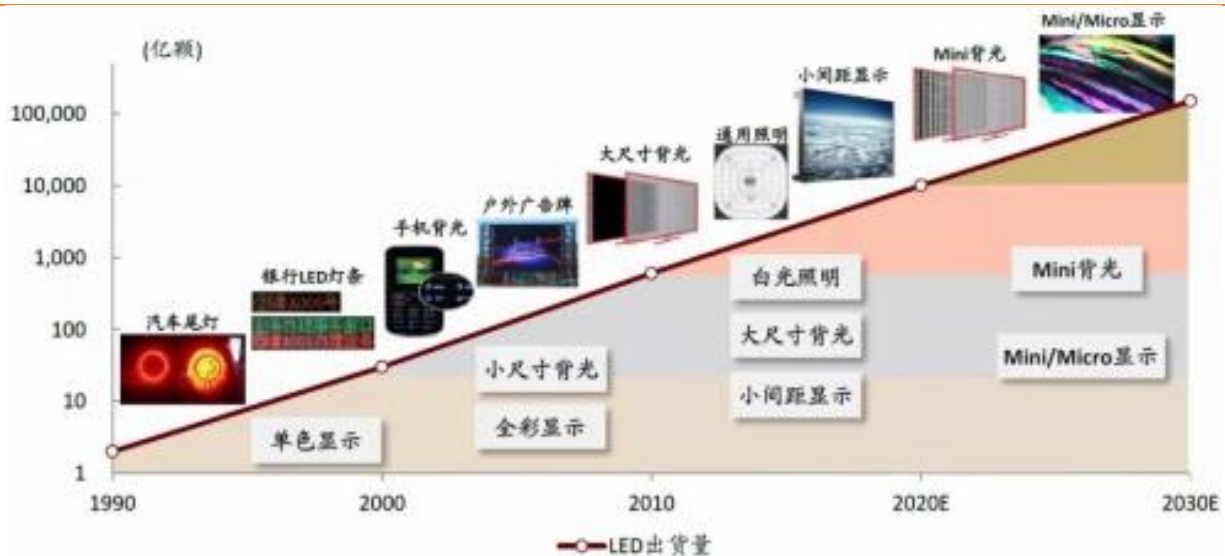 (亿颗)
100,000
10,000
1,000
100
10
1
1990
2000
2010
2020E
2030E
汽车尾灯
银行LED灯条
手机背光
户外广告牌
大尺寸背光
通用照明
小间距显示
Mini背光
Mini/Micro显示
单色显示
小尺寸背光
全彩显示
白光照明
大尺寸背光
小间距显示
Mini背光
Mini/Micro显示
LED出货量